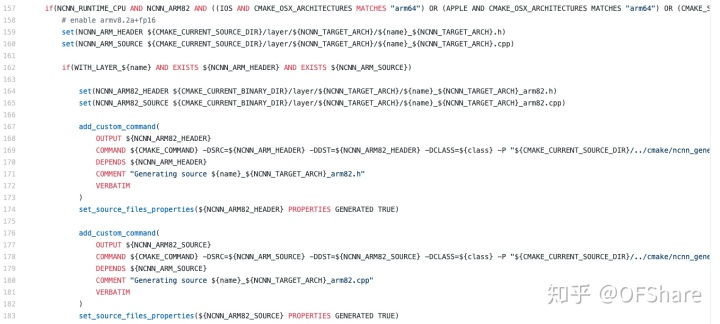 157 if(NCNN_RUNTIME_CPU AND NCNN_ARM82 AND ((IOS AND CMAKE_OSX_ARCHITECTURES MATCHES "arm64") OR (APPLE AND CMAKE_OSX_ARCHITECTURES MATCHES "arm64") OR (CMAKE_S
158 # enable armv8.2a+fp16
159 set(NCNN_ARM_HEADER ${CMAKE_CURRENT_SOURCE_DIR}/layer/${NCNN_TARGET_ARCH}/${name}_${NCNN_TARGET_ARCH}.h)
160 set(NCNN_ARM_SOURCE ${CMAKE_CURRENT_SOURCE_DIR}/layer/${NCNN_TARGET_ARCH}/${name}_${NCNN_TARGET_ARCH}.cpp)
161
162 if(WITH_LAYER_${name} AND EXISTS ${NCNN_ARM_HEADER} AND EXISTS ${NCNN_ARM_SOURCE})
163
164 set(NCNN_ARM82_HEADER ${CMAKE_CURRENT_BINARY_DIR}/layer/${NCNN_TARGET_ARCH}/${name}_${NCNN_TARGET_ARCH}_arm82.h)
165 set(NCNN_ARM82_SOURCE ${CMAKE_CURRENT_BINARY_DIR}/layer/${NCNN_TARGET_ARCH}/${name}_${NCNN_TARGET_ARCH}_arm82.cpp)
166
167 add_custom_command(
168 OUTPUT ${NCNN_ARM82_HEADER}
169 COMMAND ${CMAKE_COMMAND} -DSRC=${NCNN_ARM_HEADER} -DDST=${NCNN_ARM82_HEADER} -DCLASS=${class} -P "${CMAKE_CURRENT_SOURCE_DIR}/../cmake/ncnn_gene
170 DEPENDS ${NCNN_ARM_HEADER}
171 COMMENT "Generating source ${name}_${NCNN_TARGET_ARCH}_arm82.h"
172 VERBATIM
173 )
174 set_source_files_properties(${NCNN_ARM82_HEADER} PROPERTIES GENERATED TRUE)
175
176 add_custom_command(
177 OUTPUT ${NCNN_ARM82_SOURCE}
178 COMMAND ${CMAKE_COMMAND} -DSRC=${NCNN_ARM_SOURCE} -DDST=${NCNN_ARM82_SOURCE} -DCLASS=${class} -P "${CMAKE_CURRENT_SOURCE_DIR}/../cmake/ncnn_gene
179 DEPENDS ${NCNN_ARM_SOURCE}
180 COMMENT "Generating source ${name}_${NCNN_TARGET_ARCH}_arm82.cpp"
181 VERBATIM
182 )
183 set_source_files_properties(${NCNN_ARM82_SOURCE} PROPERTIES GENERATED TRUE)
知乎 @OFShare